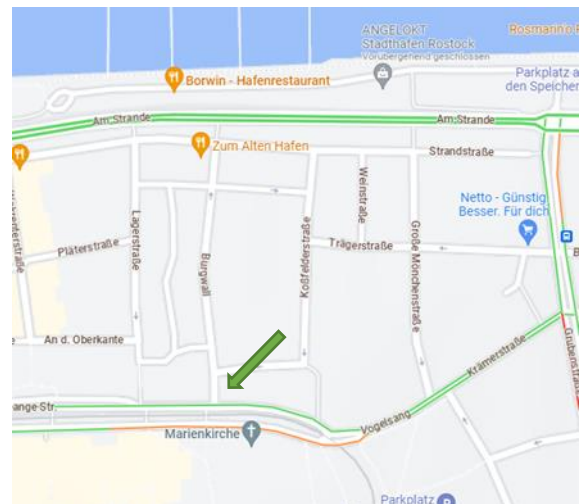 ANGELOKT
Stadthafen Rostock
Vorübergehend geschlossen
Rosmarino
Borwin - Hafenrestaurant
Parkplatz a
den Speicher
Am Strande
Am Strande
Zum Alten Hafen
Strandstraße
Weinstraße
Netto - Günstig.
Besser. Für dich
Lagerstraße
Burgwall
Koßfelderstraße
Große Mönchenstraße
Pläterstraße
Trägerstraße
B
An d. Oberkante
Krämerstraße
Grubenstraße
ange Str.
Vogelsang
Marienkirche
Parkplatz